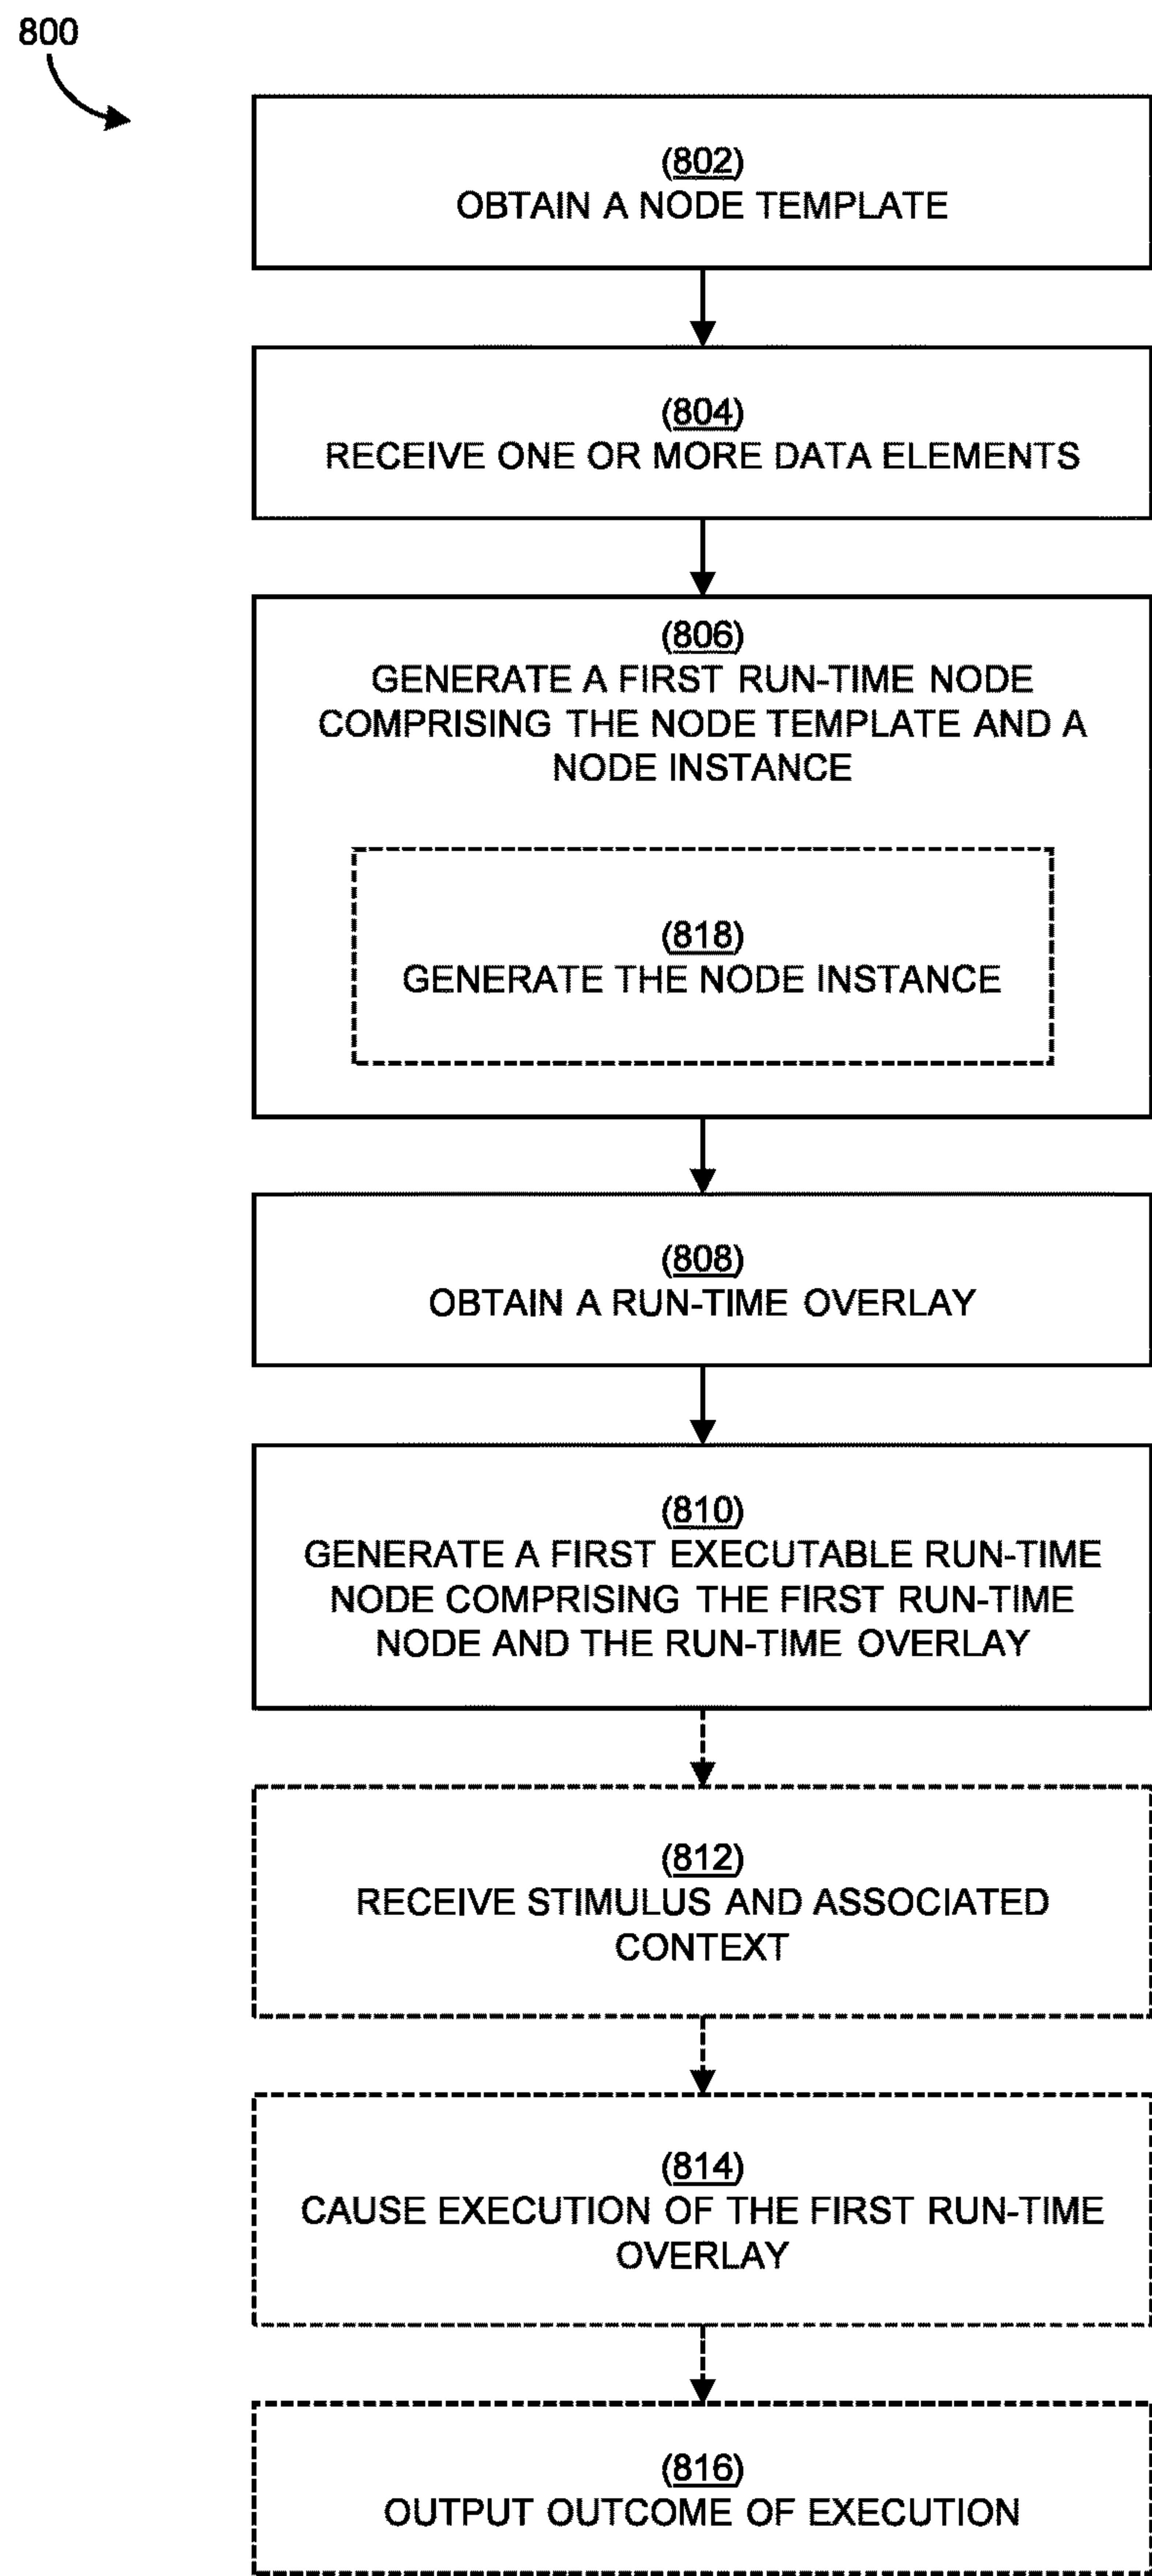 800
(802)
OBTAIN A NODE TEMPLATE
(804)
RECEIVE ONE OR MORE DATA ELEMENTS
(806)
GENERATE A FIRST RUN-TIME NODE
COMPRISING THE NODE TEMPLATE AND A
NODE INSTANCE
(818)
GENERATE THE NODE INSTANCE
(808)
OBTAIN A RUN-TIME OVERLAY
(810)
GENERATE A FIRST EXECUTABLE RUN-TIME
NODE COMPRISING THE FIRST RUN-TIME
NODE AND THE RUN-TIME OVERLAY
(812)
RECEIVE STIMULUS AND ASSOCIATED
CONTEXT
(814)
CAUSE EXECUTION OF THE FIRST RUN-TIME
OVERLAY
(816)
OUTPUT OUTCOME OF EXECUTION